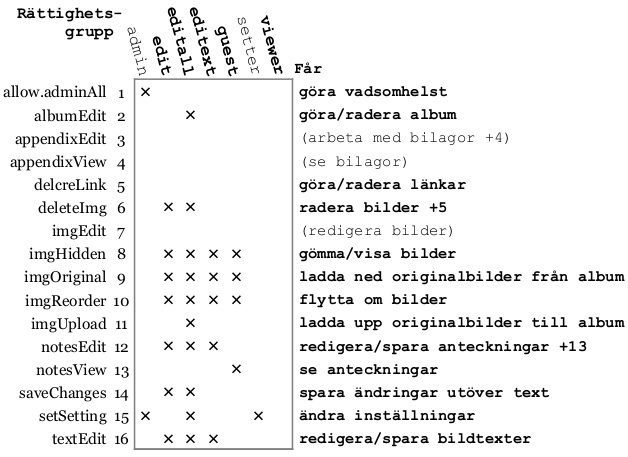 Rättighets-
grupp
admin edit editall editext guest setter viewer
Får
allow.adminAll 1 × göra vadsomhelst
albumEdit 2 × göra/radera album
appendixEdit 3 (arbeta med bilagor +4)
appendixView 4 (se bilagor)
delcreLink 5 göra/radera länkar
deleteImg 6 × × radera bilder +5
imgEdit 7 (redigera bilder)
imgHidden 8 × × × × gömma/visa bilder
imgOriginal 9 × × × × ladda ned originalbilder från album
imgReorder 10 × × × × flytta om bilder
imgUpload 11 × ladda upp originalbilder till album
notesEdit 12 × × × redigera/spara anteckningar +13
notesView 13 × se anteckningar
saveChanges 14 × × spara ändringar utöver text
setSetting 15 × × × ändra inställningar
textEdit 16 × × × redigera/spara bildtexter